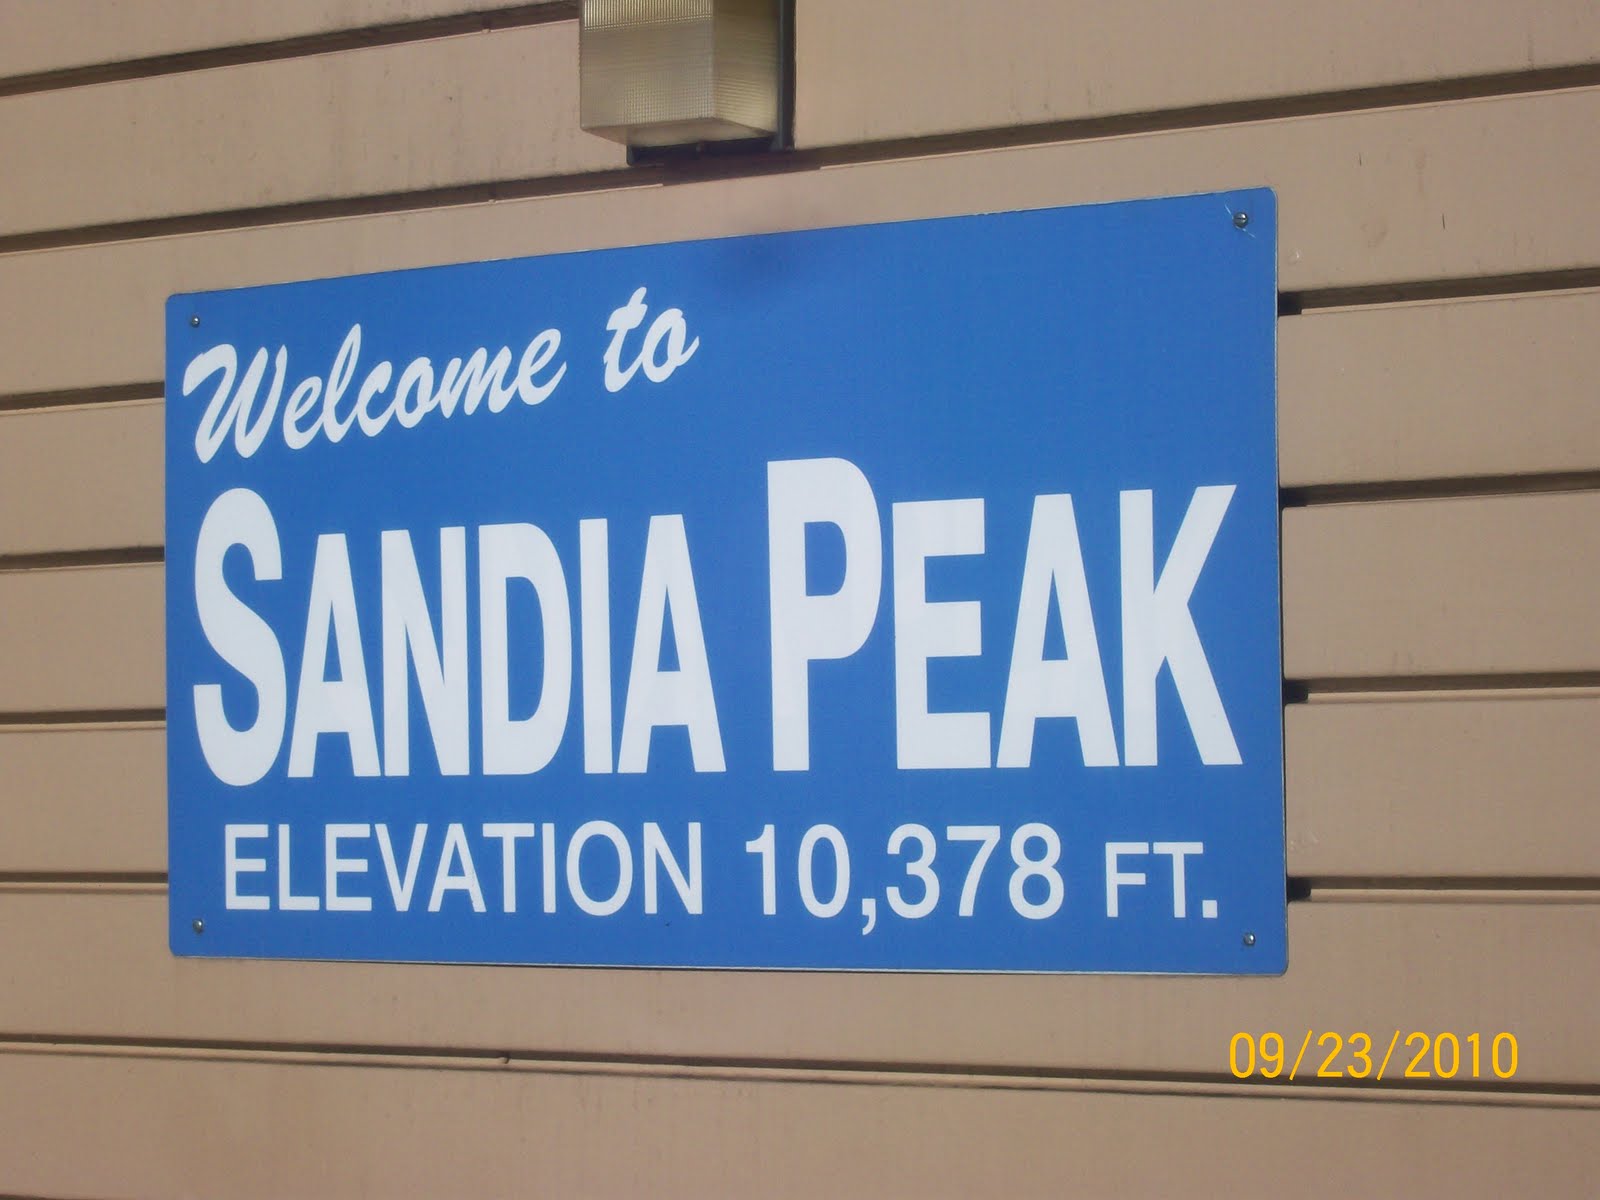 Welcome to
SANDIA PEAK
ELEVATION 10,378 FT.
09/23/2010